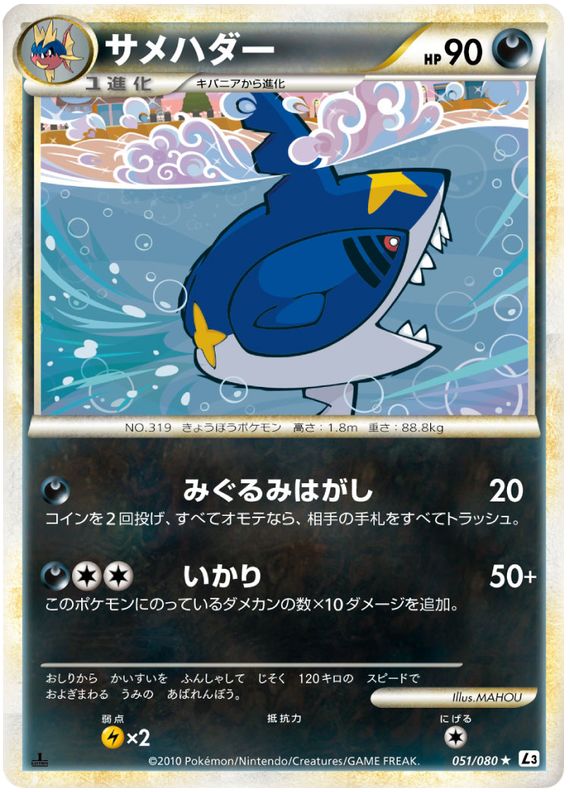 サメハダー
HP 90
1進化
キバニアから進化
NO.319 きょうぼうポケモン 高さ：1.8m 重さ：88.8kg
みぐるみはがし 20
コインを2回投げ、すべてオモテなら、相手の手札をすべてトラッシュ。
いかり 50+
このポケモンにのっているダメカンの数×10ダメージを追加。
おしりから かいすいを ふんしゃして じそく 120キロの スピードで
およぎまわる うみの あばれんぼう。
Illus.MAHOU
弱点 抵抗力 にげる
×2
©2010 Pokémon/Nintendo/Creatures/GAME FREAK.
051/080 ★ L3